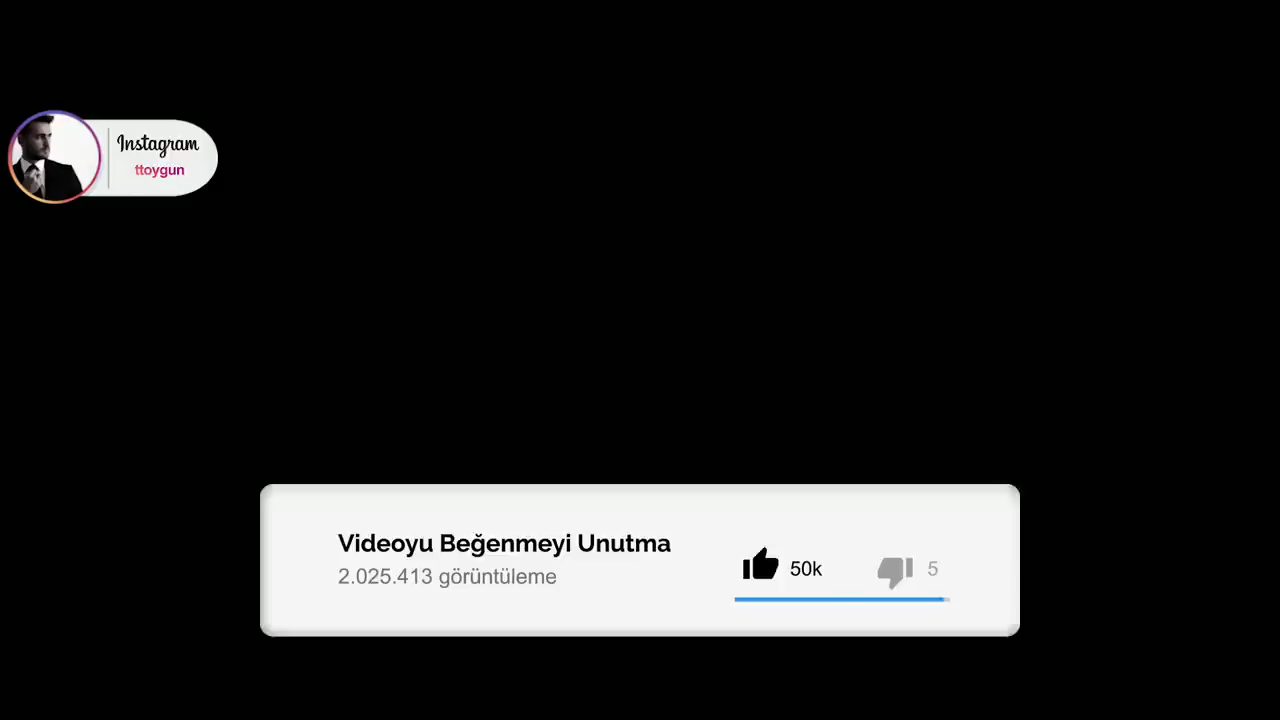 Instagram
ttoygun
Videoyu Beğenmeyi Unutma
2.025.413 görüntüleme
50k
5